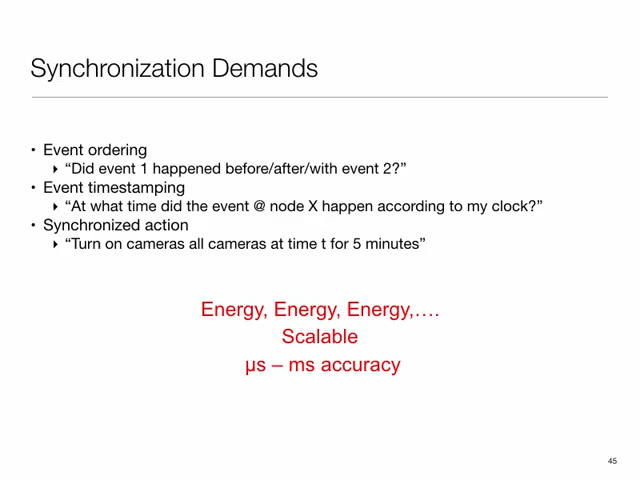 Synchronization Demands
• Event ordering
‣ “Did event 1 happened before/after/with event 2?”
• Event timestamping
‣ “At what time did the event @ node X happen according to my clock?”
• Synchronized action
‣ “Turn on cameras all cameras at time t for 5 minutes”
Energy, Energy, Energy,….
Scalable
µs – ms accuracy
45